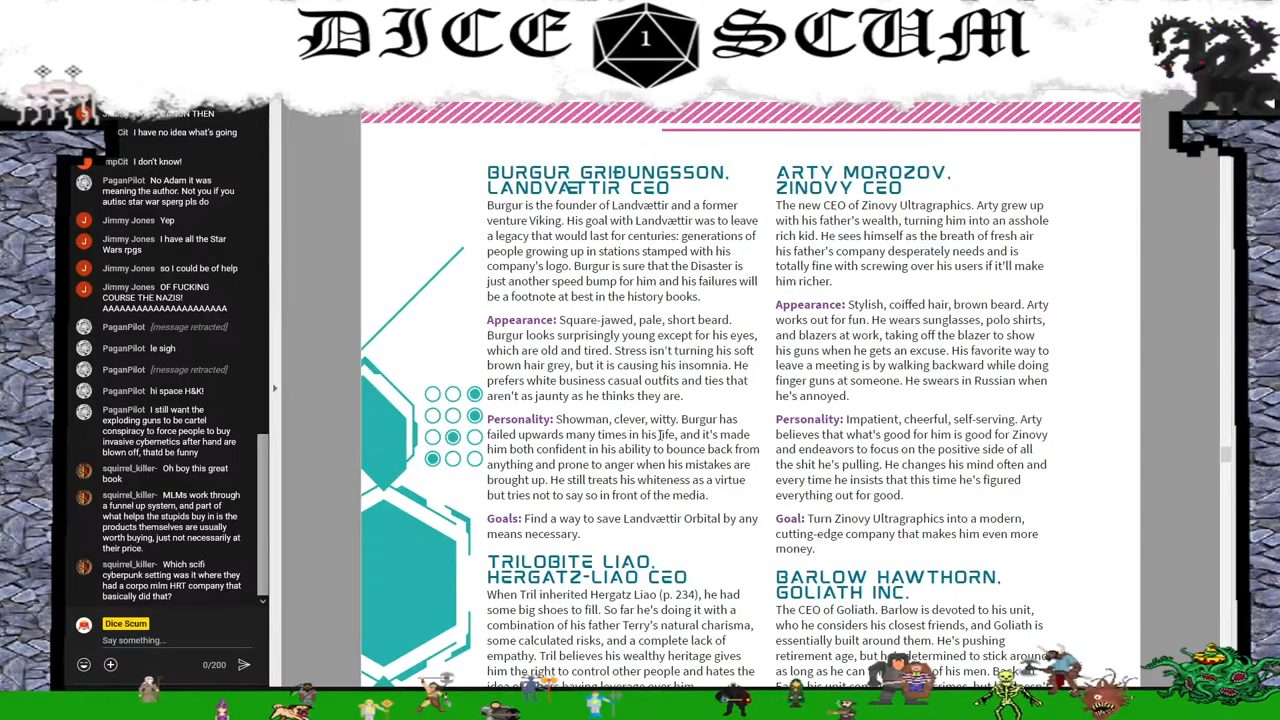 DICE 1 SCUM
CANON THEN
I have no idea what's going
I don't know!
PaganPilot No Adam it was
meaning the author. Not you if you
autisc star war sperg pls do
Jimmy Jones Yep
Jimmy Jones I have all the Star
Wars rpgs
Jimmy Jones so I could be of help
Jimmy Jones OF FUCKING
COURSE THE NAZIS!
AAAAAAAAAAAAAAAAAAAAAAA
PaganPilot [message retracted]
PaganPilot le sigh
PaganPilot [message retracted]
PaganPilot hi space H&K!
PaganPilot I still want the
exploding guns to be cartel
conspiracy to force people to buy
invasive cybernetics after hand are
blown off, thatd be funny
squirrel_killer- Oh boy this great
book
squirrel_killer- MLMs work through
a funnel up system, and part of
what helps the stupids buy in is the
products themselves are usually
worth buying, just not necessarily at
their price.
squirrel_killer- Which scifi
cyberpunk setting was it where they
had a corpo mlm HRT company that
basically did that?
Dice Scum
Say something...
0/200
BURGUR GRIÐUNGSSON,
LANDVÆTTIR CEO
Burgur is the founder of Landvættir and a former
venture Viking. His goal with Landvættir was to leave
a legacy that would last for centuries: generations of
people growing up in stations stamped with his
company's logo. Burgur is sure that the Disaster is
just another speed bump for him and his failures will
be a footnote at best in the history books.
Appearance: Square-jawed, pale, short beard.
Burgur looks surprisingly young except for his eyes,
which are old and tired. Stress isn't turning his soft
brown hair grey, but it is causing his insomnia. He
prefers white business casual outfits and ties that
aren't as jaunty as he thinks they are.
Personality: Showman, clever, witty. Burgur has
failed upwards many times in his life, and it's made
him both confident in his ability to bounce back from
anything and prone to anger when his mistakes are
brought up. He still treats his whiteness as a virtue
but tries not to say so in front of the media.
Goals: Find a way to save Landvættir Orbital by any
means necessary.
TRILOBITE LIAO,
HERGATZ-LIAO CEO
When Tril inherited Hergatz Liao (p. 234), he had
some big shoes to fill. So far he's doing it with a
combination of his father Terry's natural charisma,
some calculated risks, and a complete lack of
empathy. Tril believes his wealthy heritage gives
him the right to control other people and hates the
idea of others having leverage over him.
ARTY MOROZOV,
ZINOVY CEO
The new CEO of Zinovy Ultragraphics. Arty grew up
with his father's wealth, turning him into an asshole
rich kid. He sees himself as the breath of fresh air
his father's company desperately needs and is
totally fine with screwing over his users if it'll make
him richer.
Appearance: Stylish, coiffed hair, brown beard. Arty
works out for fun. He wears sunglasses, polo shirts,
and blazers at work, taking off the blazer to show
his guns when he gets an excuse. His favorite way to
leave a meeting is by walking backward while doing
finger guns at someone. He swears in Russian when
he's annoyed.
Personality: Impatient, cheerful, self-serving. Arty
believes that what's good for him is good for Zinovy
and endeavors to focus on the positive side of all
the shit he's pulling. He changes his mind often and
every time he insists that this time he's figured
everything out for good.
Goal: Turn Zinovy Ultragraphics into a modern,
cutting-edge company that makes him even more
money.
BARLOW HAWTHORN,
GOLIATH INC.
The CEO of Goliath. Barlow is devoted to his unit,
who he considers his closest friends, and Goliath is
essentially built around them. He's pushing
retirement age, but he's determined to stick around
as long as he can of his men.